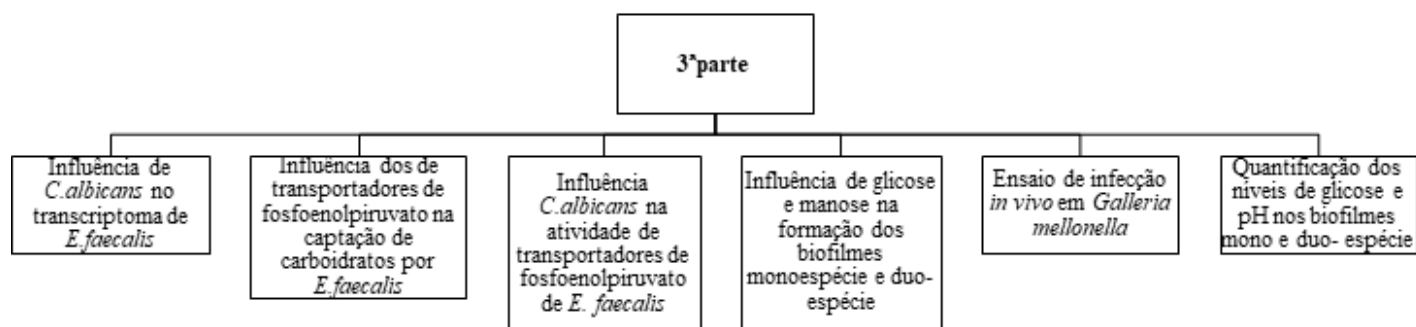 3ªparte
Influência de
C.albicans no
transcriptoma de
E.faecalis
Influência dos de
transportadores de
fosfoenolpiruvato na
captação de
carboidratos por
E.faecalis
Influência
C.albicans na
atividade de
transportadores de
fosfoenolpiruvato
de E. faecalis
Influência de glicose
e manose na
formação dos
biofilmes
monoespécie e duo-
espécie
Ensaio de infecção
in vivo em Galleria
mellonella
Quantificação dos
níveis de glicose e
pH nos biofilmes
mono e duo- espécie